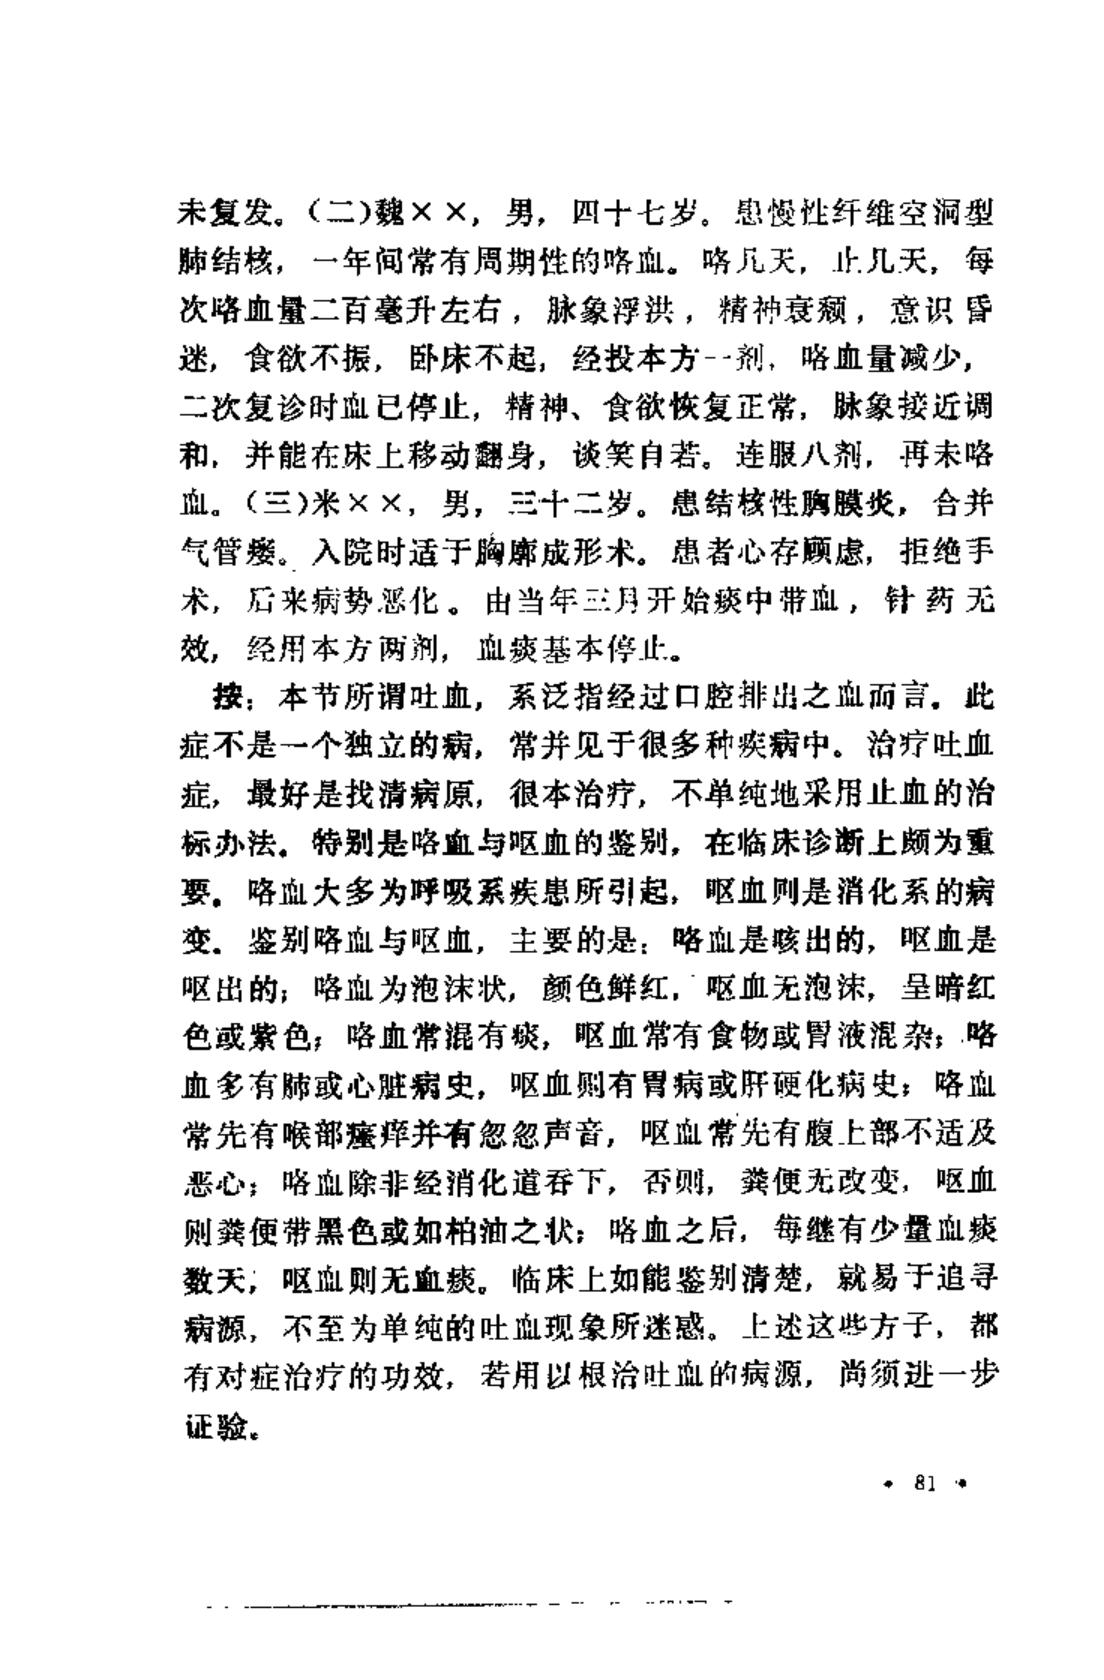 未复发。(二)魏××，男，四十七岁。患慢性纤维空洞型
肺结核，一年间常有周期性的咯血。咯几天，止几天，每
次咯血量二百毫升左右，脉象浮洪，精神衰颓，意识昏
迷，食欲不振，卧床不起，经投本方一剂，咯血量减少，
二次复诊时血已停止，精神、食欲恢复正常，脉象接近调
和，并能在床上移动翻身，谈笑自若。连服八剂，再未咯
血。(三)米××，男，三十二岁。患结核性胸膜炎，合并
气管瘘。入院时适于胸廓成形术。患者心存顾虑，拒绝手
术，后来病势恶化。由当年三月开始痰中带血，针药无
效，经用本方两剂，血痰基本停止。
按：本节所谓吐血，系泛指经过口腔排出之血而言。此
症不是一个独立的病，常并见于很多种疾病中。治疗吐血
症，最好是找清病原，很本治疗，不单纯地采用止血的治
标办法。特别是咯血与呕血的鉴别，在临床诊断上颇为重
要。咯血大多为呼吸系疾患所引起，呕血则是消化系的病
变。鉴别咯血与呕血，主要的是：咯血是咳出的，呕血是
呕出的；咯血为泡沫状，颜色鲜红，呕血无泡沫，呈暗红
色或紫色；咯血常混有痰，呕血常有食物或胃液混杂；咯
血多有肺或心脏病史，呕血则有胃病或肝硬化病史；咯血
常先有喉部瘙痒并有忽忽声音，呕血常先有腹上部不适及
恶心；咯血除非经消化道吞下，否则，粪便无改变，呕血
则粪便带黑色或如柏油之状；咯血之后，每继有少量血痰
数天，呕血则无血痰。临床上如能鉴别清楚，就易于追寻
病源，不至为单纯的吐血现象所迷惑。上述这些方子，都
有对症治疗的功效，若用以根治吐血的病源，尚须进一步
证验。
• 81 •